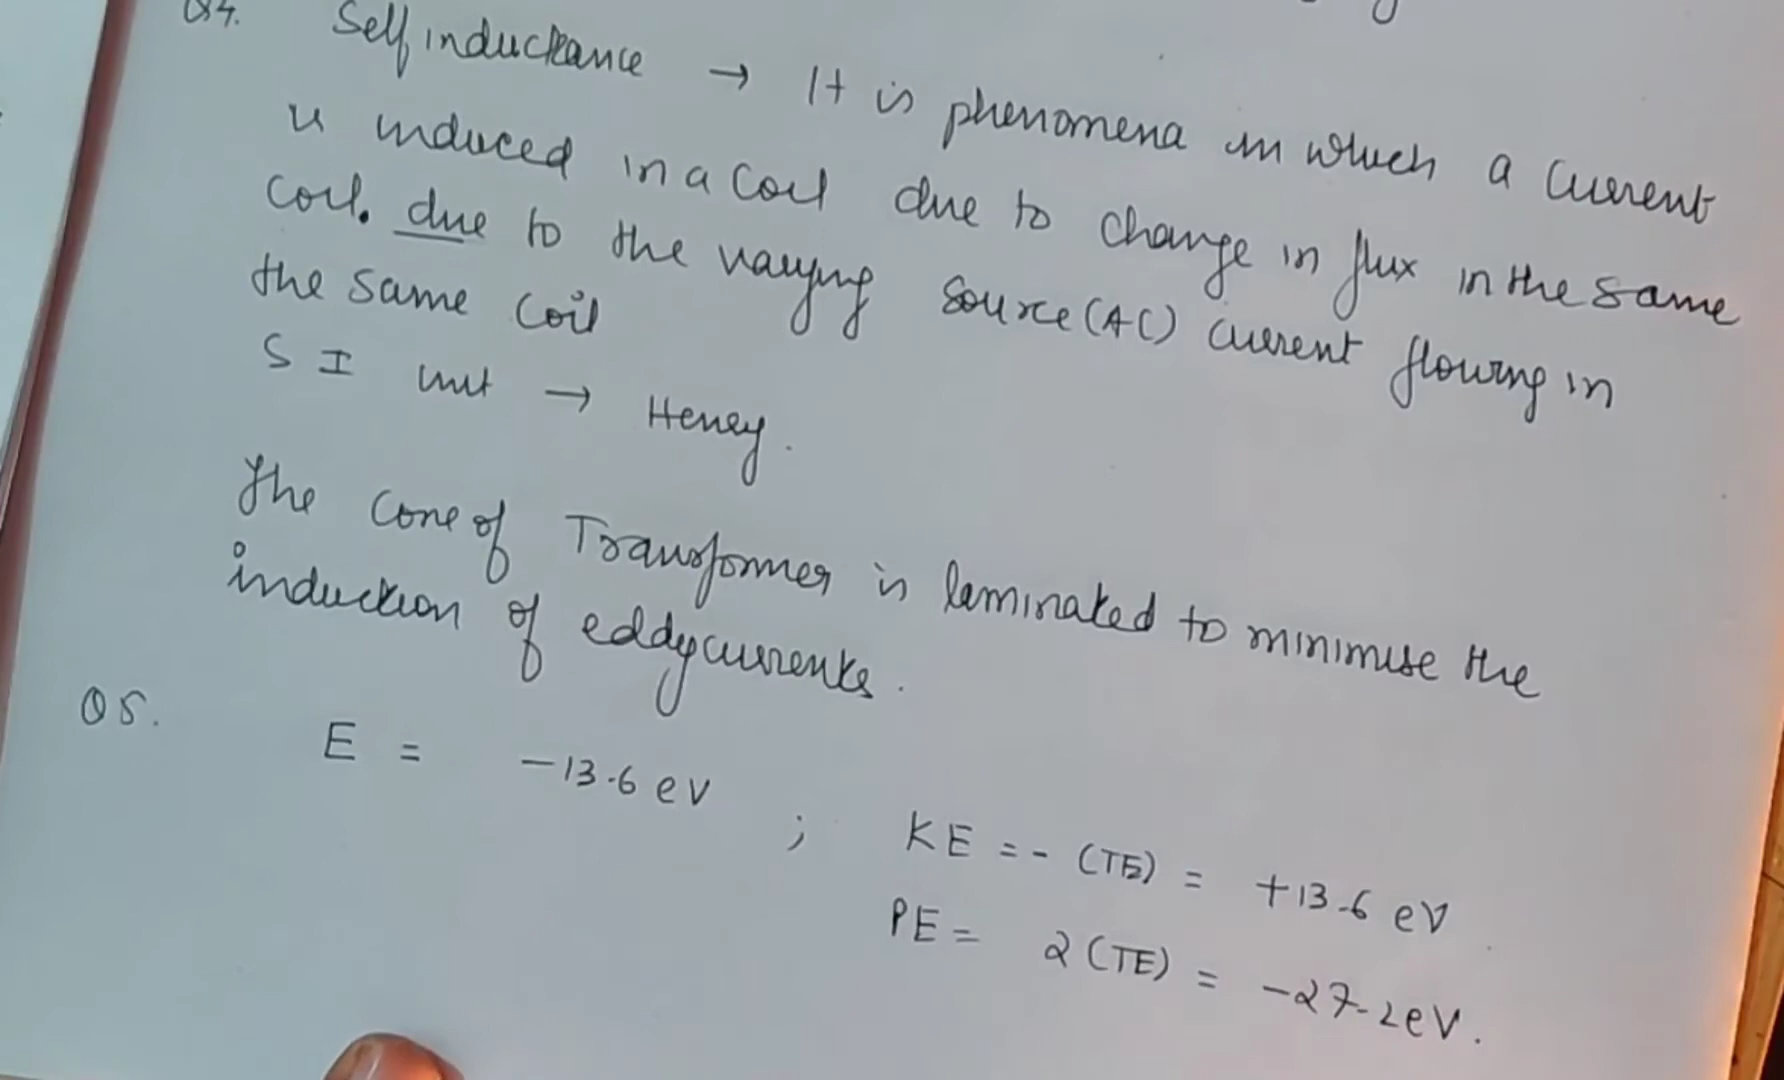 Q4. Self inductance → It is phenomena in which a current
is induced in a coil due to change in flux in the same
coil. due to the varying source (AC) current flowing in
the same coil
S I unit → Henry.
The core of Transformer is laminated to minimise the
induction of eddy currents.
Q5. E = -13.6 eV ; KE = - (TE) = +13.6 eV
PE = 2 (TE) = -27.2 eV.